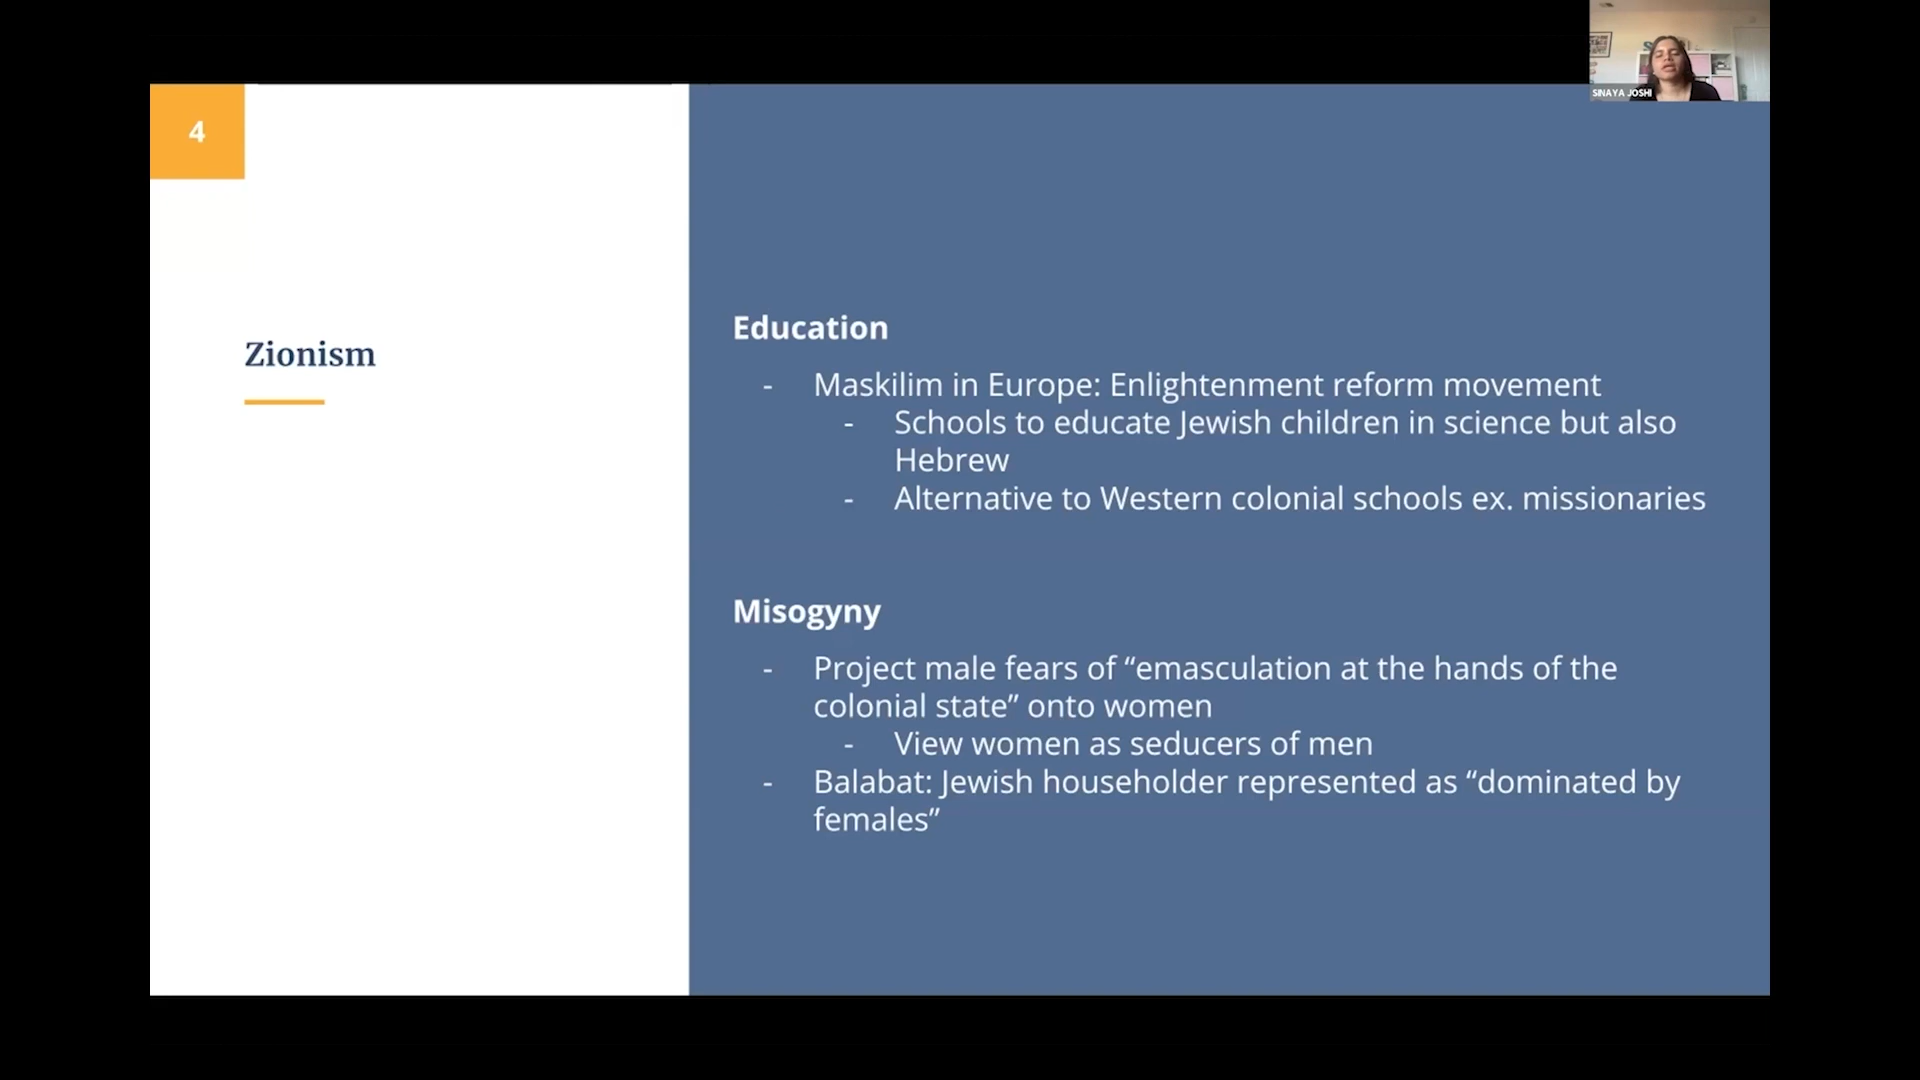 4
SINAYA JOSHI
Zionism
Education
- Maskilim in Europe: Enlightenment reform movement
- Schools to educate Jewish children in science but also
Hebrew
- Alternative to Western colonial schools ex. missionaries
Misogyny
- Project male fears of “emasculation at the hands of the
colonial state” onto women
- View women as seducers of men
- Balabat: Jewish householder represented as “dominated by
females”